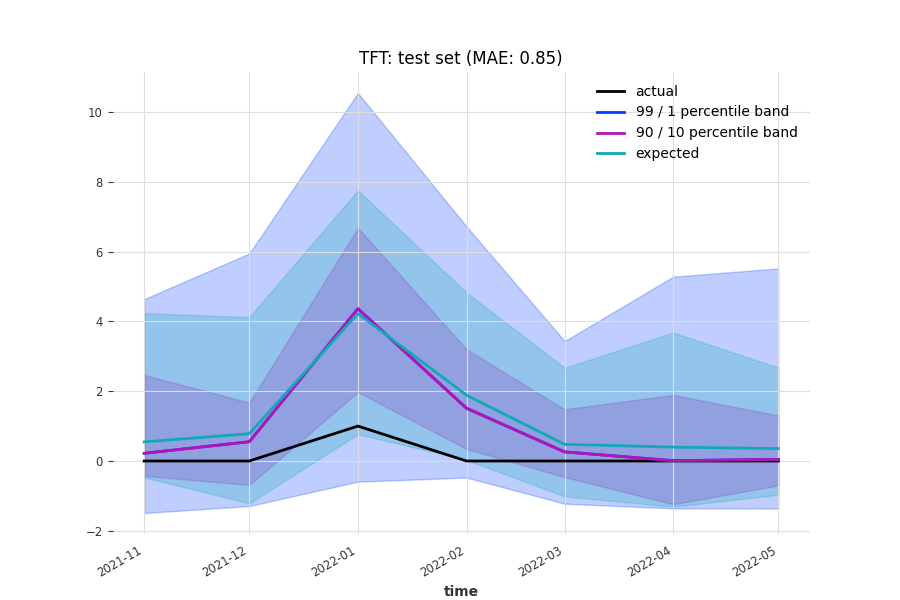 TFT: test set (MAE: 0.85)
actual
99 / 1 percentile band
90 / 10 percentile band
expected
10
8
6
4
2
0
−2
2021-11
2021-12
2022-01
2022-02
2022-03
2022-04
2022-05
time